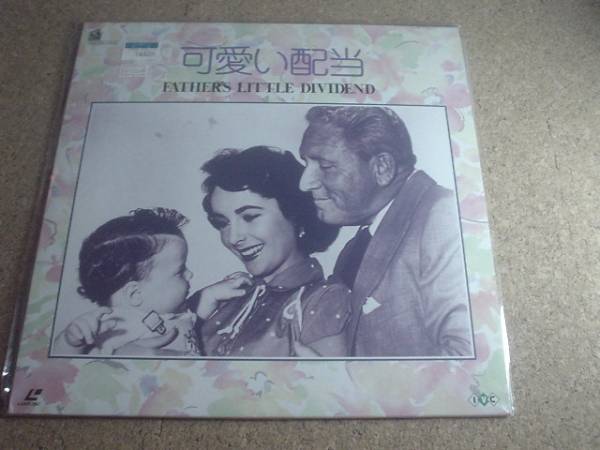 可愛い配当
FATHER'S LITTLE DIVIDEND
IVC